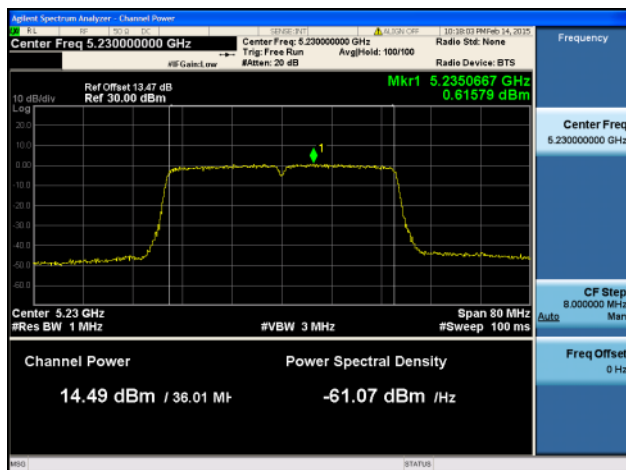 Agilent Spectrum Analyzer - Channel Power
RL RF 50 Ω DC SENSE:INT ALIGN OFF 10:18:03 PM Feb 14, 2015
Center Freq 5.230000000 GHz
Center Freq: 5.230000000 GHz Radio Std: None
Trig: Free Run Avg|Hold: 100/100
#IFGain:Low #Atten: 20 dB Radio Device: BTS
Frequency
Mkr1 5.2350667 GHz
0.61579 dBm
Ref Offset 13.47 dB
10 dB/div Ref 30.00 dBm
Log
20.0
10.0
0.00
-10.0
-20.0
-30.0
-40.0
-50.0
-60.0
1
Center 5.23 GHz Span 80 MHz
#Res BW 1 MHz #VBW 3 MHz #Sweep 100 ms
Channel Power Power Spectral Density
14.49 dBm / 36.01 MH -61.07 dBm /Hz
Center Freq
5.230000000 GHz
CF Step
8.000000 MHz
Auto Man
Freq Offset
0 Hz
MSG STATUS